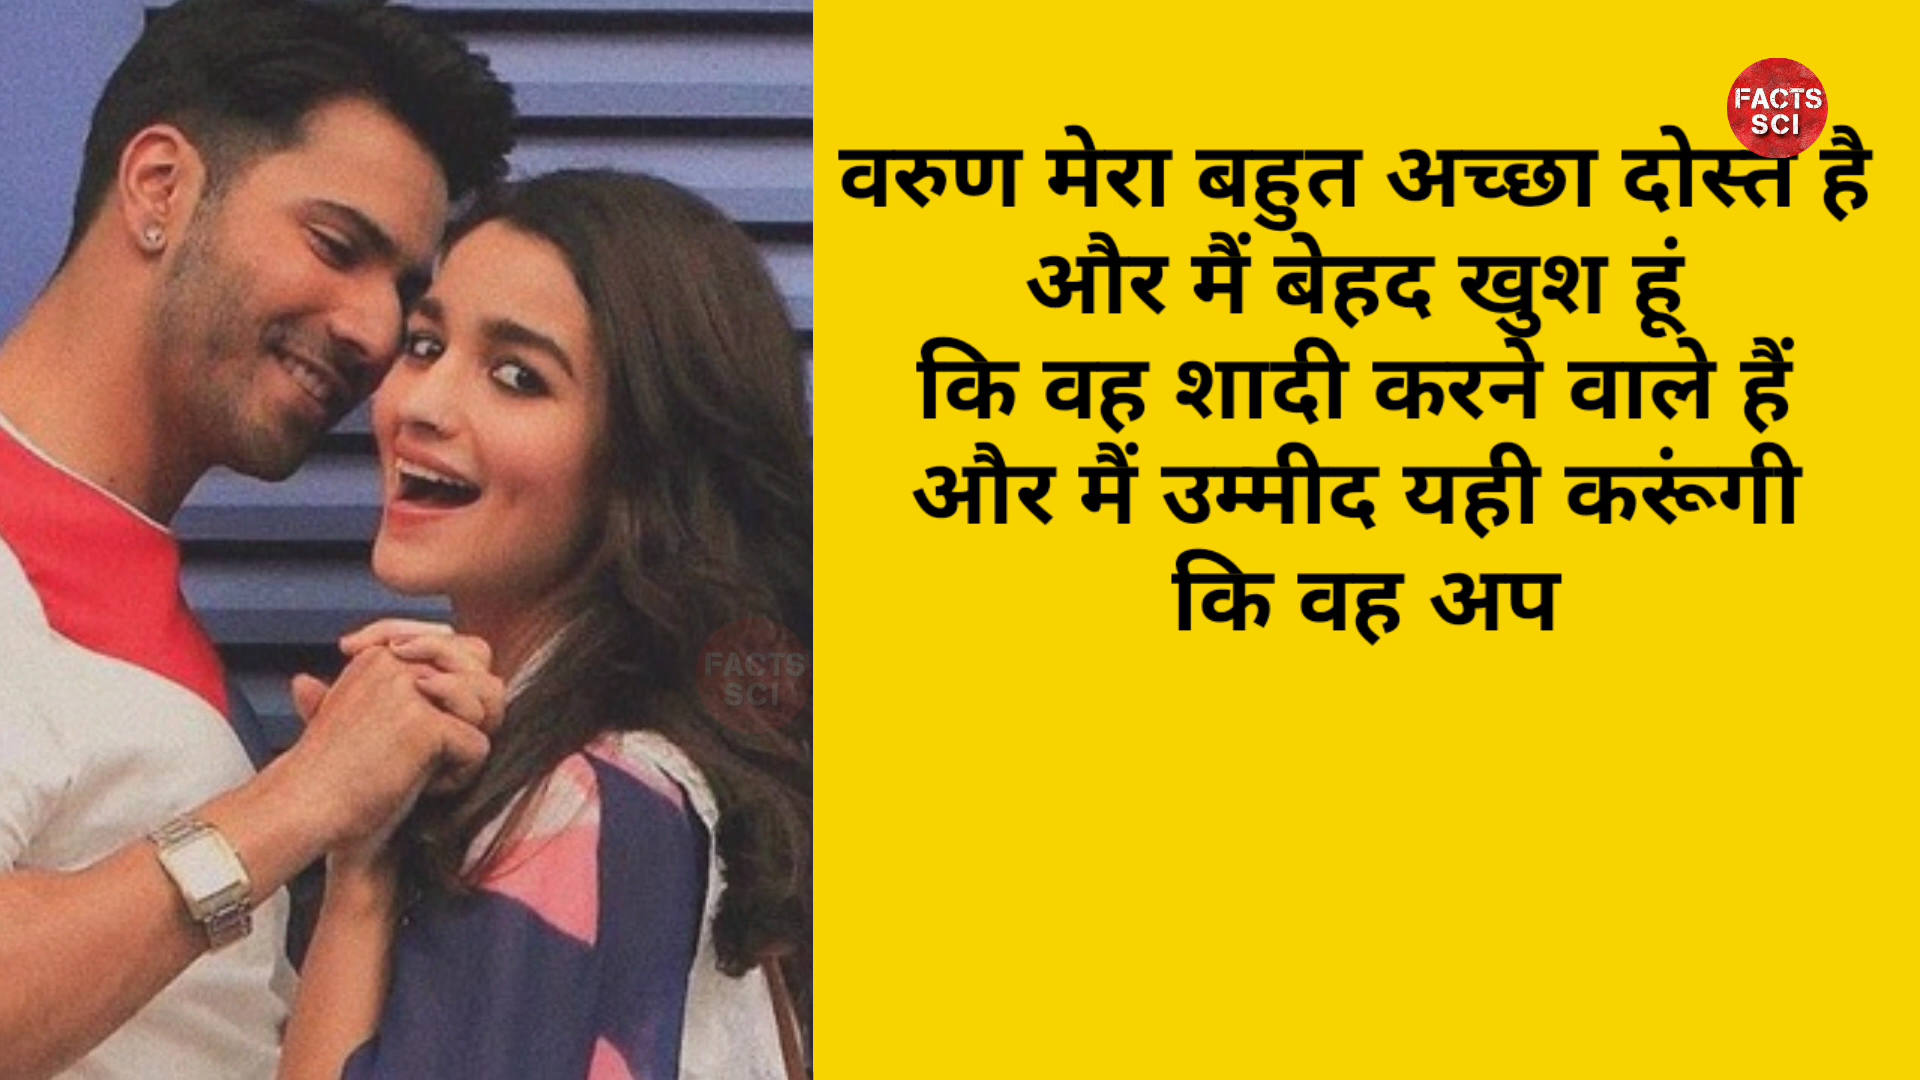 FACTS
SCI
वरुण मेरा बहुत अच्छा दोस्त है
और मैं बेहद खुश हूं
कि वह शादी करने वाले हैं
और मैं उम्मीद यही करूंगी
कि वह अप
FACTS
SCI